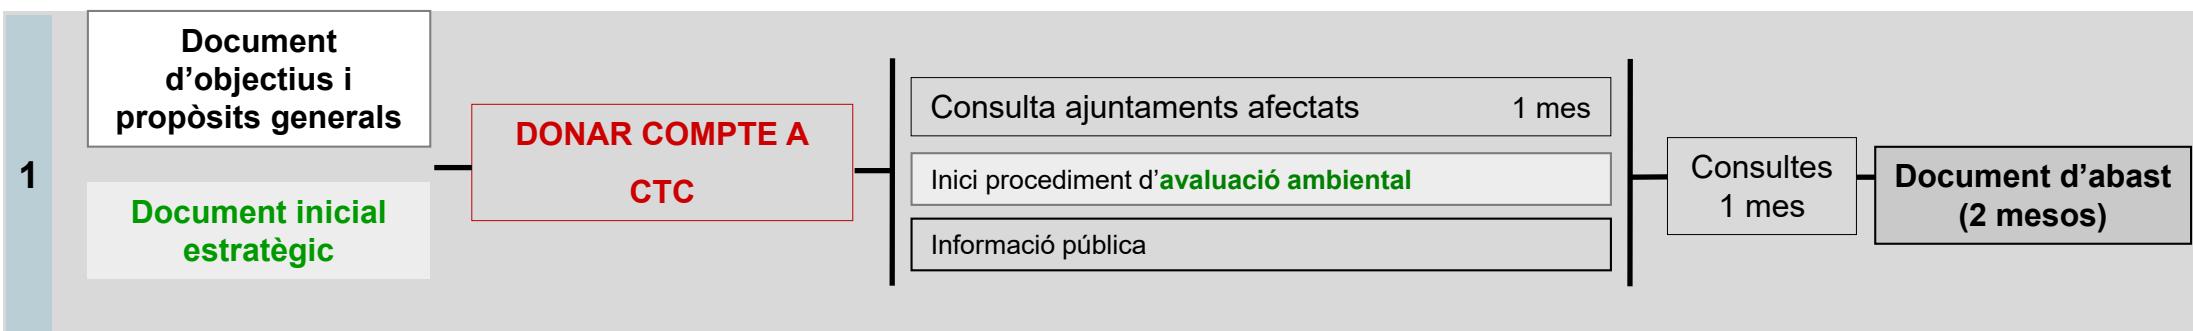 1
Document
d’objectius i
propòsits generals
Document inicial
estratègic
DONAR COMPTE A
CTC
Consulta ajuntaments afectats 1 mes
Inici procediment d’avaluació ambiental
Informació pública
Consultes
1 mes
Document d’abast
(2 mesos)